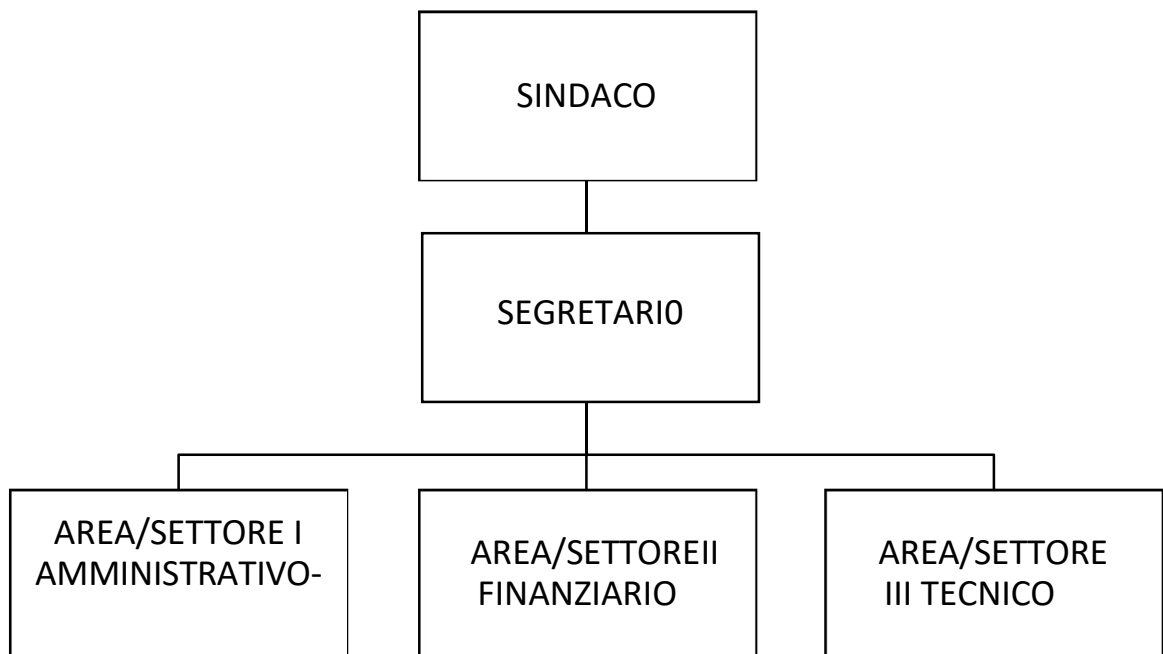 SINDACO
SEGRETARI0
AREA/SETTORE I
AMMINISTRATIVO-
AREA/SETTOREII
FINANZIARIO
AREA/SETTORE
III TECNICO